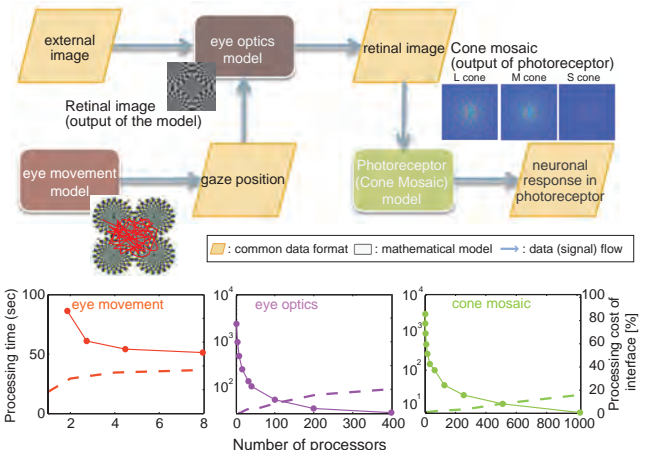 external
image
eye optics
model
retinal image
Cone mosaic
(output of photoreceptor)
L cone
M cone
S cone
Retinal image
(output of the model)
eye movement
model
gaze position
Photoreceptor
(Cone Mosaic)
model
neuronal
response in
photoreceptor
: common data format
: mathematical model
: data (signal) flow
Processing time (sec)
100
50
0
eye movement
2
4
6
8
10^4
10^3
10^2
eye optics
0
100
200
300
400
10^4
10^3
10^2
10^1
cone mosaic
0
200
400
600
800
1000
100
80
60
40
20
0
Processing cost of
interface [%]
Number of processors